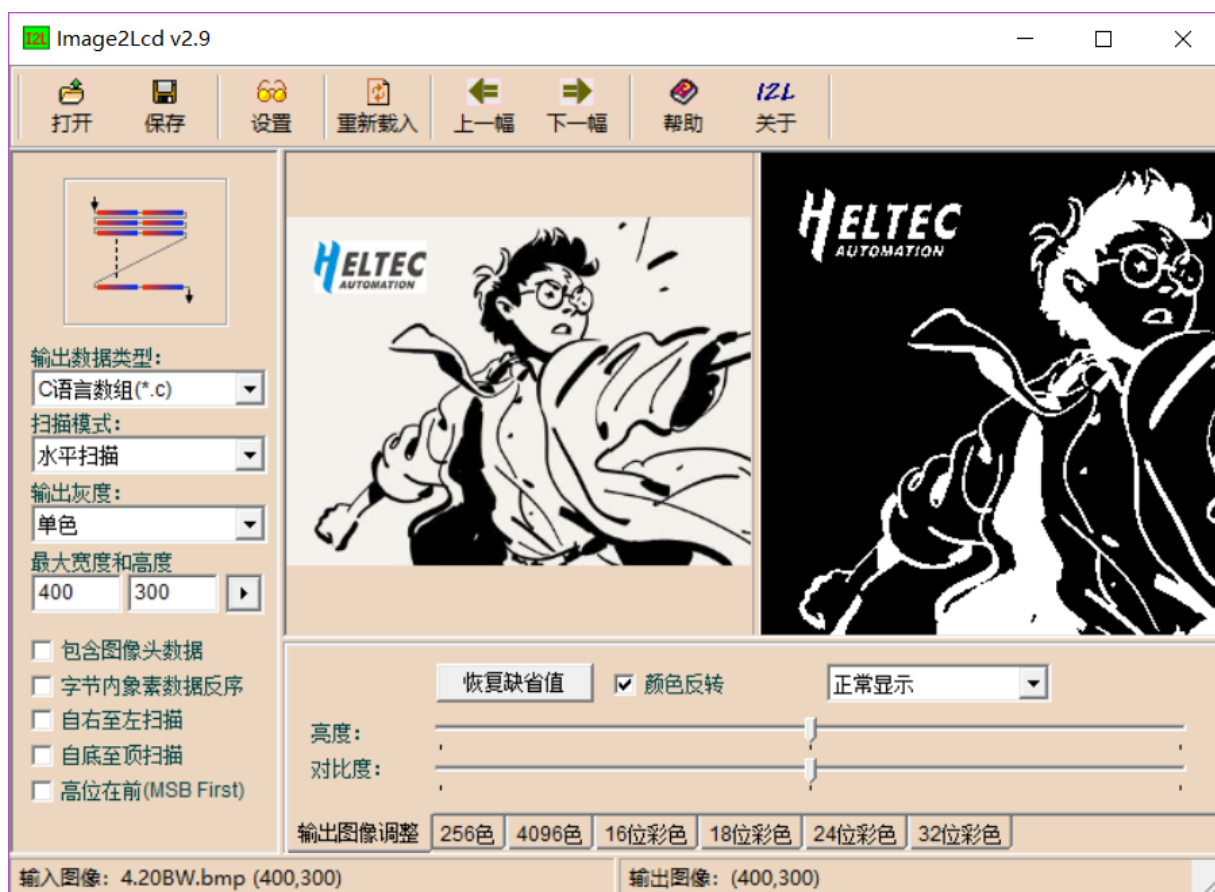 I2L Image2Lcd v2.9
打开 保存 设置 重新载入 上一幅 下一幅 帮助 I2L 关于
输出数据类型:
C语言数组(*.c)
扫描模式:
水平扫描
输出灰度:
单色
最大宽度和高度
400 300
包含图像头数据
字节内象素数据反序
自右至左扫描
自底至顶扫描
高位在前(MSB First)
HELTEC
AUTOMATION
HELTEC
AUTOMATION
恢复缺省值 颜色反转 正常显示
亮度:
对比度:
输出图像调整 256色 4096色 16位彩色 18位彩色 24位彩色 32位彩色
输入图像: 4.20BW.bmp (400,300) 输出图像: (400,300)